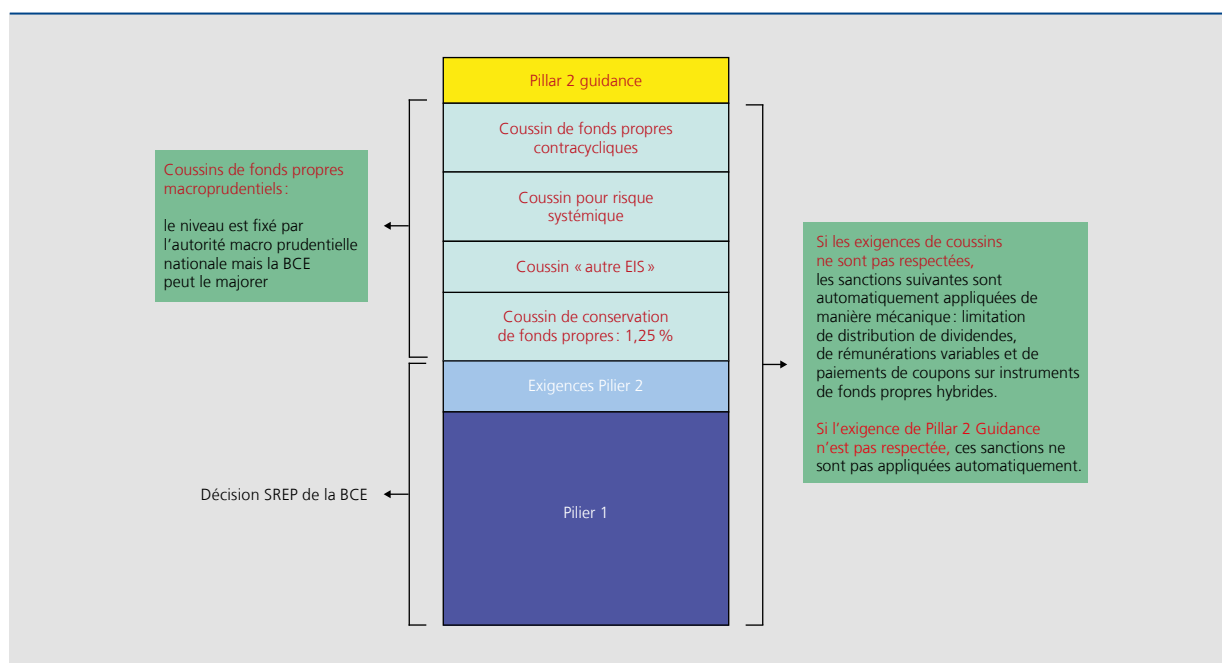 Pillar 2 guidance
Coussin de fonds propres
contracycliques
Coussin pour risque
systémique
Coussin « autre EIS »
Coussin de conservation
de fonds propres : 1,25 %
Exigences Pilier 2
Pilier 1
Coussins de fonds propres
macroprudentiels :
le niveau est fixé par
l’autorité macro prudentielle
nationale mais la BCE
peut le majorer
Décision SREP de la BCE
Si les exigences de coussins
ne sont pas respectées,
les sanctions suivantes sont
automatiquement appliquées de
manière mécanique : limitation
de distribution de dividendes,
de rémunérations variables et de
paiements de coupons sur instruments
de fonds propres hybrides.
Si l’exigence de Pillar 2 Guidance
n’est pas respectée, ces sanctions ne
sont pas appliquées automatiquement.